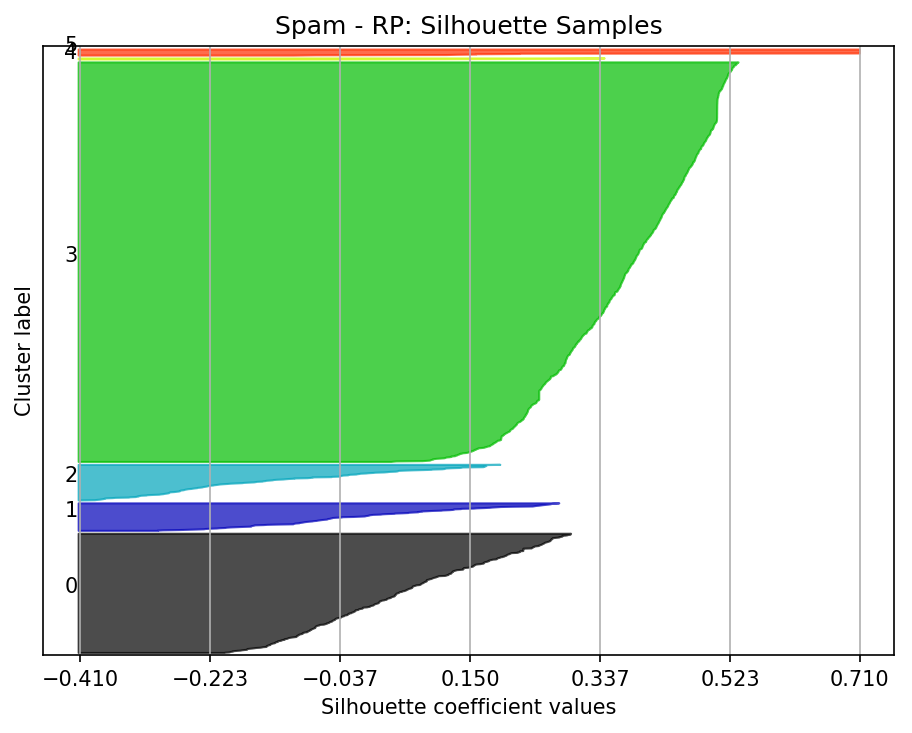 Spam - RP: Silhouette Samples
Cluster label
5
4
3
2
1
0
−0.410 −0.223 −0.037 0.150 0.337 0.523 0.710
Silhouette coefficient values